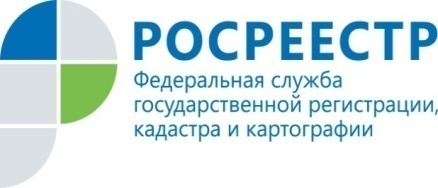 РОСРЕЕСТР
Федеральная служба
государственной регистрации,
кадастра и картографии